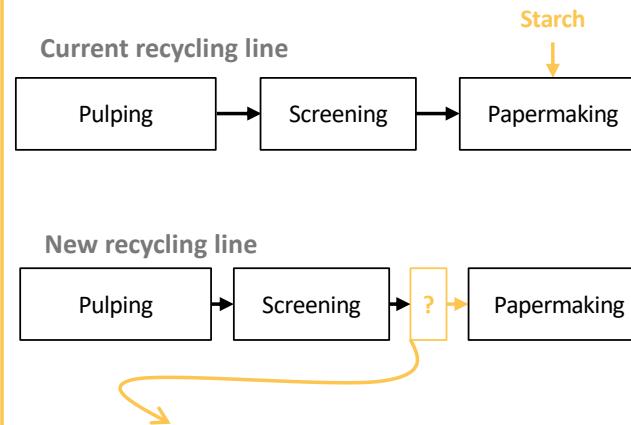 Starch
Current recycling line
Pulping
Screening
Papermaking
New recycling line
Pulping
Screening
?
Papermaking